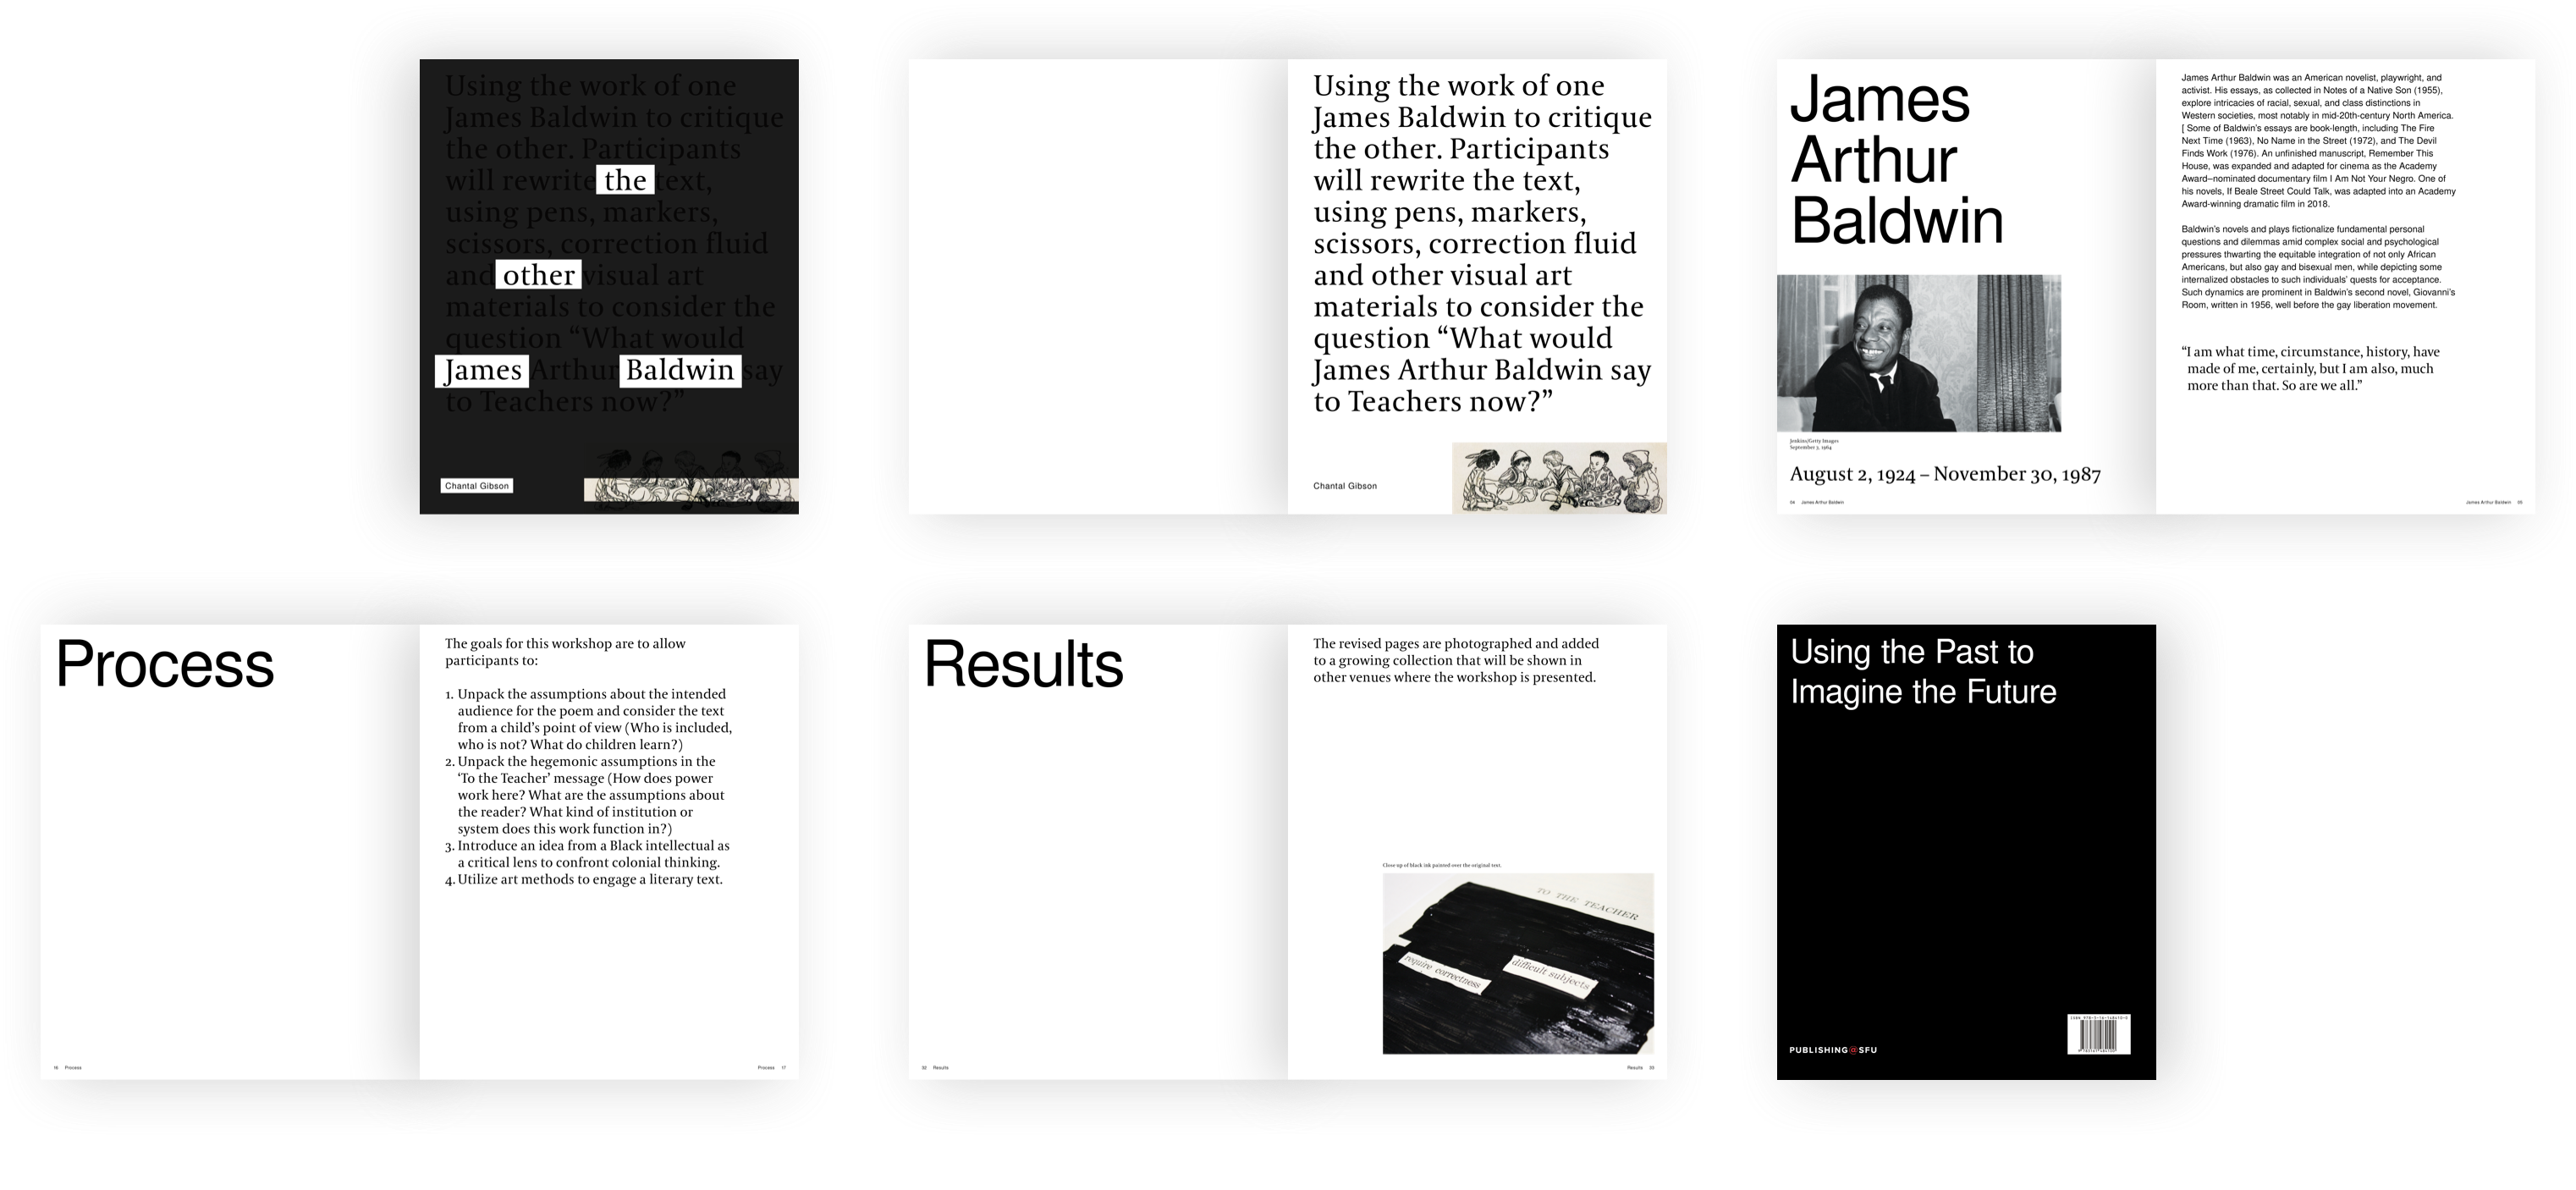 Using the work of one
James Baldwin to critique
the other. Participants
will rewrite the text,
using pens, markers,
scissors, correction fluid
and other visual art
materials to consider the
question “What would
James Arthur Baldwin say
to Teachers now?”
Chantal Gibson
Using the work of one
James Baldwin to critique
the other. Participants
will rewrite the text,
using pens, markers,
scissors, correction fluid
and other visual art
materials to consider the
question “What would
James Arthur Baldwin say
to Teachers now?”
Chantal Gibson
James
Arthur
Baldwin
Jenkins/Getty Images
September 3, 1964
August 2, 1924 – November 30, 1987
04 James Arthur Baldwin
James Arthur Baldwin was an American novelist, playwright, and
activist. His essays, as collected in Notes of a Native Son (1955),
explore intricacies of racial, sexual, and class distinctions in
Western societies, most notably in mid-20th-century North America.
[ Some of Baldwin’s essays are book-length, including The Fire
Next Time (1963), No Name in the Street (1972), and The Devil
Finds Work (1976). An unfinished manuscript, Remember This
House, was expanded and adapted for cinema as the Academy
Award–nominated documentary film I Am Not Your Negro. One of
his novels, If Beale Street Could Talk, was adapted into an Academy
Award-winning dramatic film in 2018.
Baldwin’s novels and plays fictionalize fundamental personal
questions and dilemmas amid complex social and psychological
pressures thwarting the equitable integration of not only African
Americans, but also gay and bisexual men, while depicting some
internalized obstacles to such individuals’ quests for acceptance.
Such dynamics are prominent in Baldwin’s second novel, Giovanni’s
Room, written in 1956, well before the gay liberation movement.
“I am what time, circumstance, history, have
made of me, certainly, but I am also, much
more than that. So are we all.”
James Arthur Baldwin 05
Process
16 Process
The goals for this workshop are to allow
participants to:
1. Unpack the assumptions about the intended
audience for the poem and consider the text
from a child’s point of view (Who is included,
who is not? What do children learn?)
2. Unpack the hegemonic assumptions in the
‘To the Teacher’ message (How does power
work here? What are the assumptions about
the reader? What kind of institution or
system does this work function in?)
3. Introduce an idea from a Black intellectual as
a critical lens to confront colonial thinking.
4. Utilize art methods to engage a literary text.
Process 17
Results
32 Results
The revised pages are photographed and added
to a growing collection that will be shown in
other venues where the workshop is presented.
Close up of black ink painted over the original text.
TO THE TEACHER
require correctness
difficult subjects
Results 33
Using the Past to
Imagine the Future
PUBLISHING@SFU
ISBN 978-3-16-148410-0